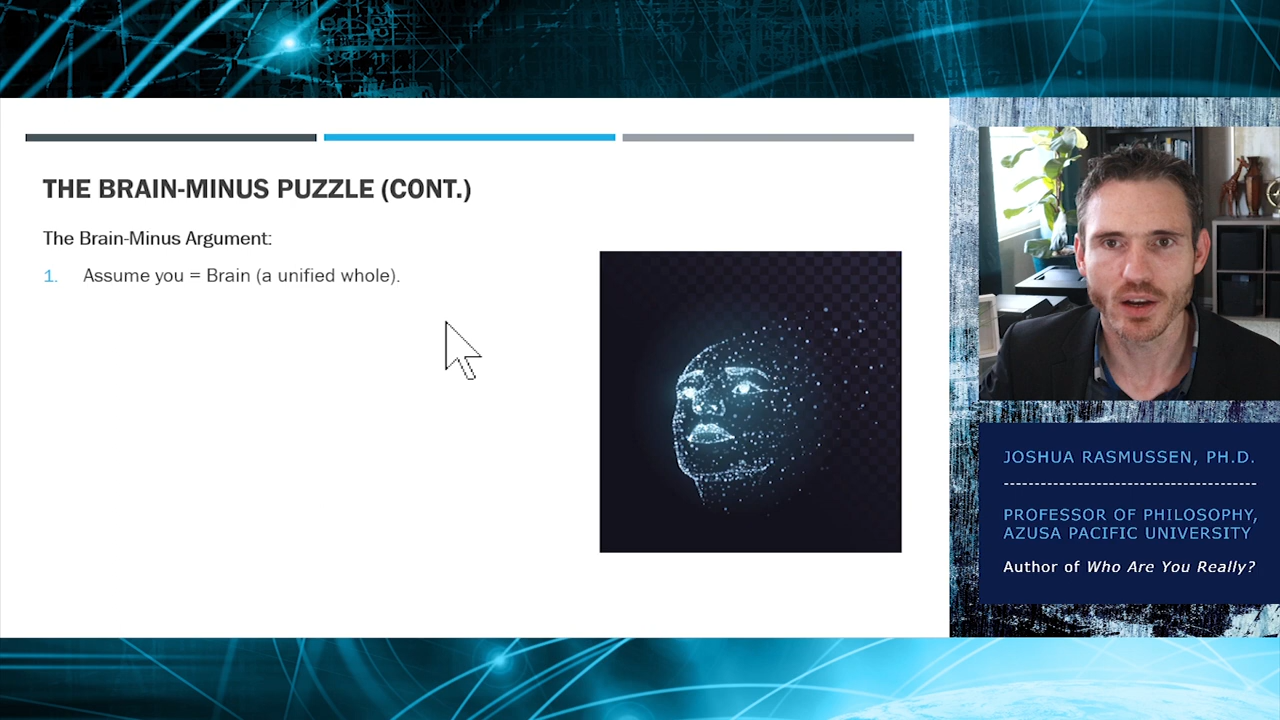 THE BRAIN-MINUS PUZZLE (CONT.)
The Brain-Minus Argument:
1. Assume you = Brain (a unified whole).
JOSHUA RASMUSSEN, PH.D.
--------------------------------------
PROFESSOR OF PHILOSOPHY,
AZUSA PACIFIC UNIVERSITY
Author of Who Are You Really?